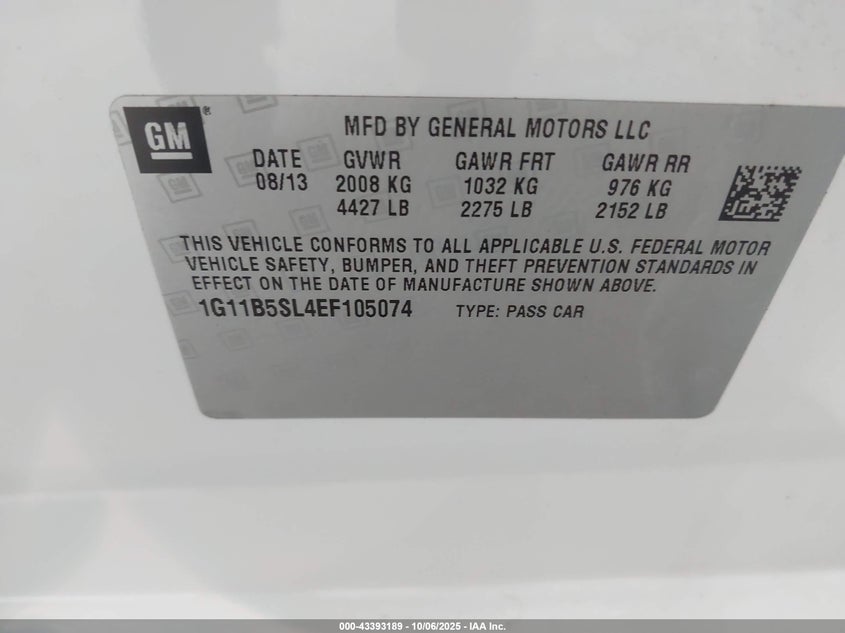 GM ®
MFD BY GENERAL MOTORS LLC
DATE GVWR GAWR FRT GAWR RR
08/13 2008 KG 1032 KG 976 KG
4427 LB 2275 LB 2152 LB
THIS VEHICLE CONFORMS TO ALL APPLICABLE U.S. FEDERAL MOTOR
VEHICLE SAFETY, BUMPER, AND THEFT PREVENTION STANDARDS IN
EFFECT ON THE DATE OF MANUFACTURE SHOWN ABOVE.
1G11B5SL4EF105074 TYPE: PASS CAR
000-43393189 - 10/06/2025 - IAA Inc.